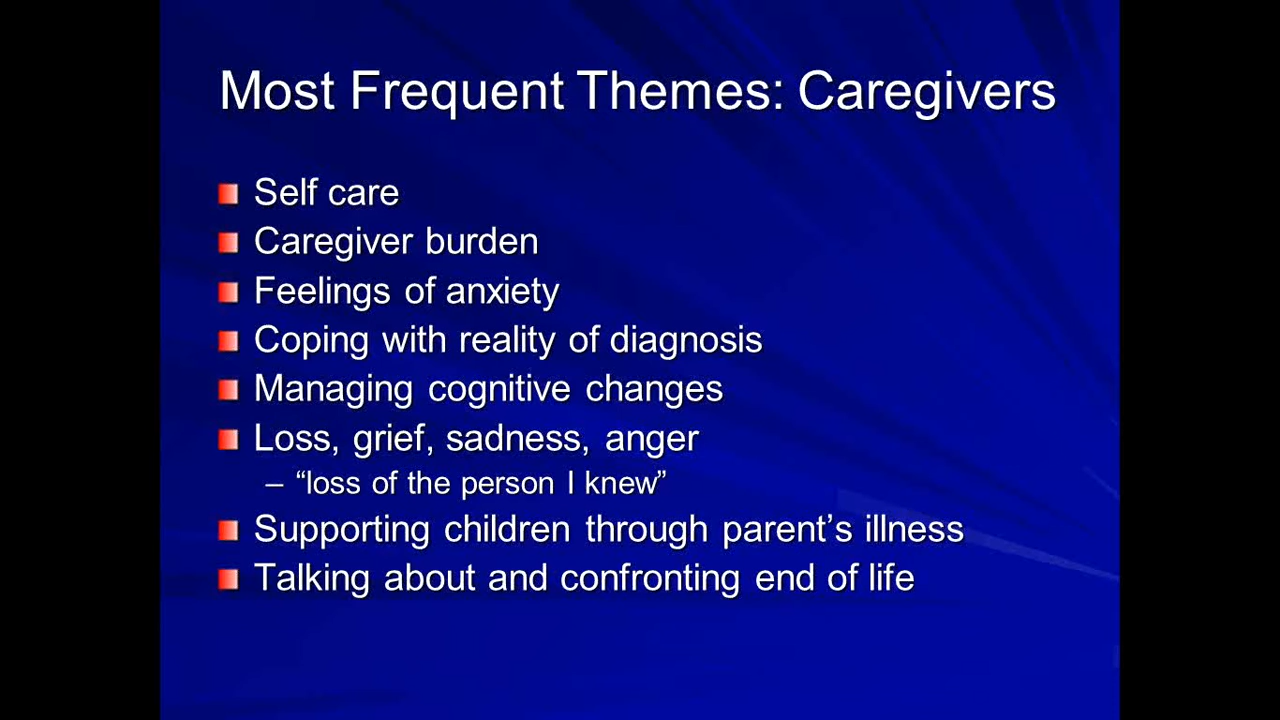 Most Frequent Themes: Caregivers
Self care
Caregiver burden
Feelings of anxiety
Coping with reality of diagnosis
Managing cognitive changes
Loss, grief, sadness, anger
– “loss of the person I knew”
Supporting children through parent’s illness
Talking about and confronting end of life